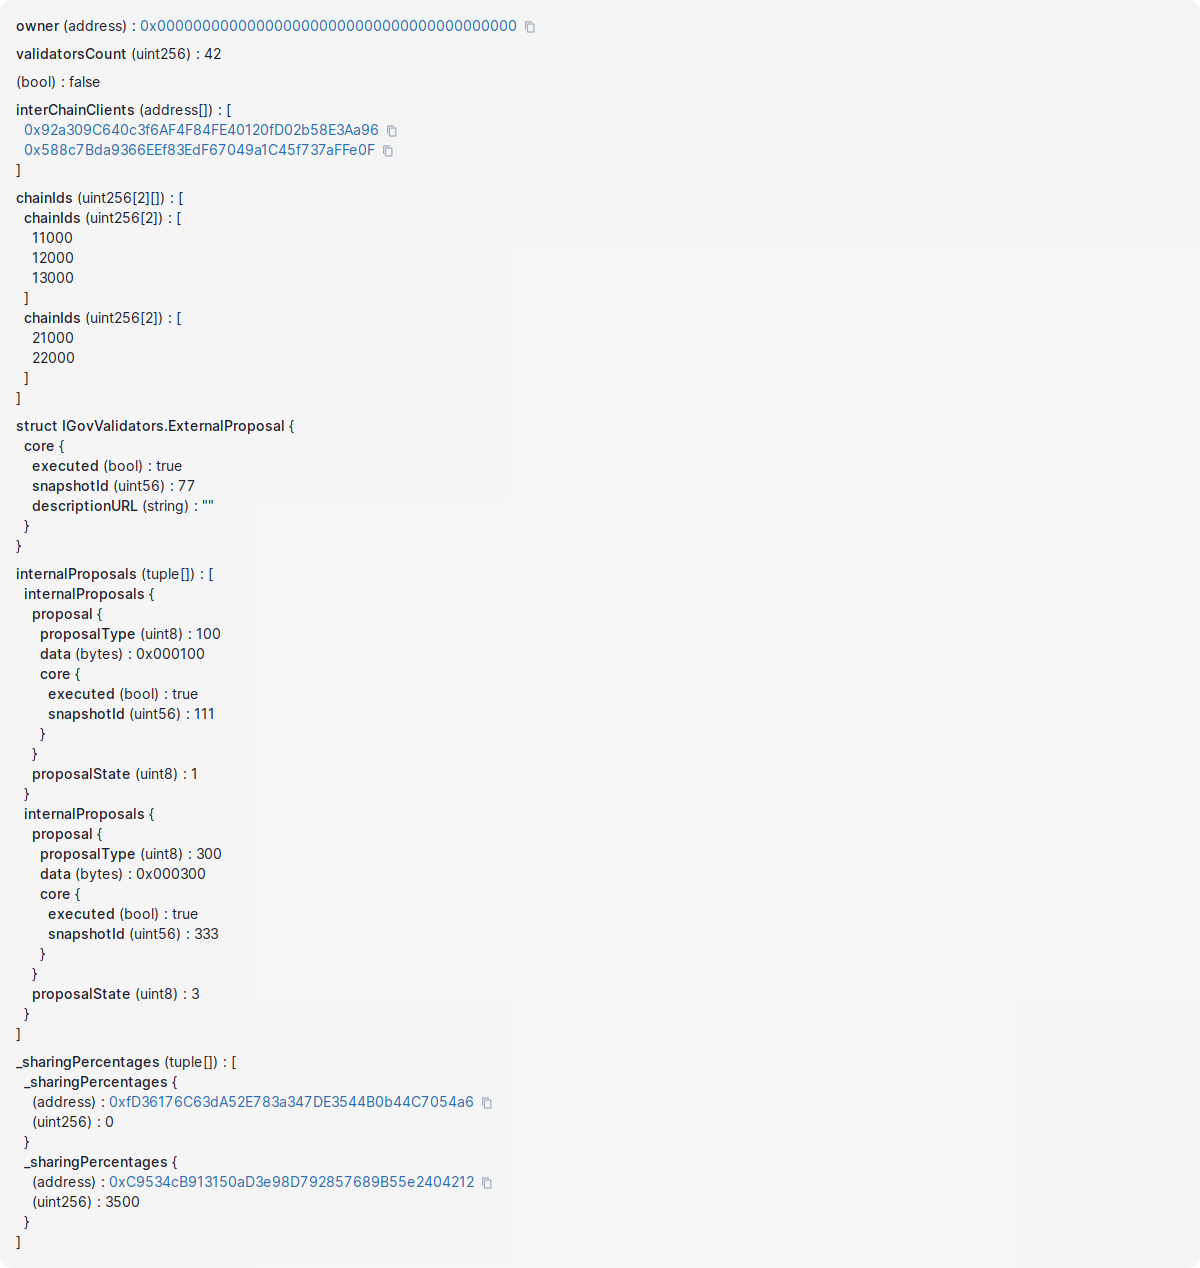 owner (address) : 0x0000000000000000000000000000000000000000
validatorsCount (uint256) : 42
(bool) : false
interChainClients (address[]) : [
0x92a309C640c3f6AF4F84FE40120fD02b58E3Aa96
0x588c7Bda9366EEf83EdF67049a1C45f737aFFe0F
]
chainIds (uint256[2][]) : [
chainIds (uint256[2]) : [
11000
12000
13000
]
chainIds (uint256[2]) : [
21000
22000
]
]
struct IGovValidators.ExternalProposal {
core {
executed (bool) : true
snapshotId (uint56) : 77
descriptionURL (string) : ""
}
}
internalProposals (tuple[]) : [
internalProposals {
proposal {
proposalType (uint8) : 100
data (bytes) : 0x000100
core {
executed (bool) : true
snapshotId (uint56) : 111
}
}
proposalState (uint8) : 1
}
internalProposals {
proposal {
proposalType (uint8) : 300
data (bytes) : 0x000300
core {
executed (bool) : true
snapshotId (uint56) : 333
}
}
proposalState (uint8) : 3
}
]
_sharingPercentages (tuple[]) : [
_sharingPercentages {
(address) : 0xfD36176C63dA52E783a347DE3544B0b44C7054a6
(uint256) : 0
}
_sharingPercentages {
(address) : 0xC9534cB913150aD3e98D792857689B55e2404212
(uint256) : 3500
}
]